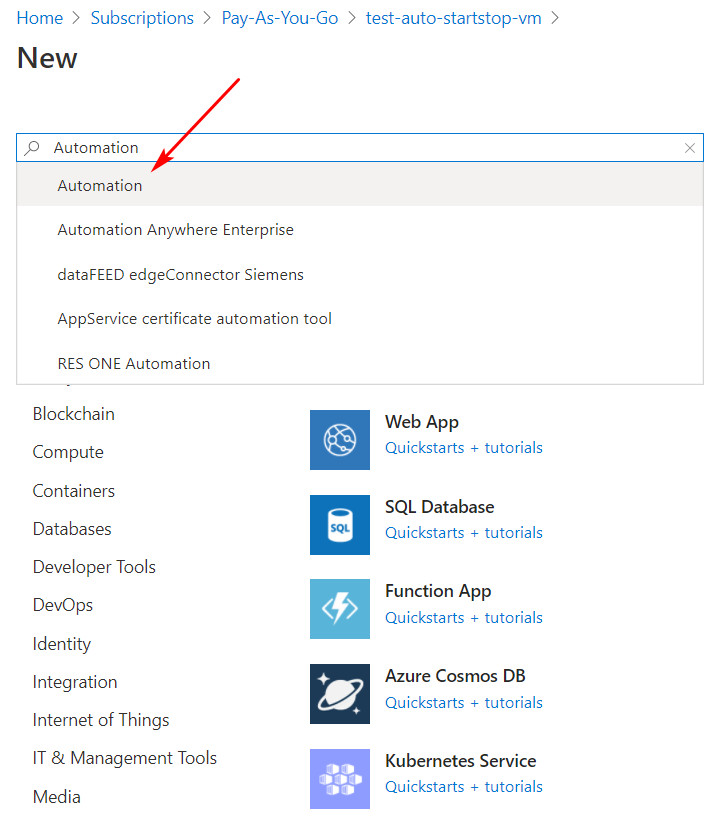 Home > Subscriptions > Pay-As-You-Go > test-auto-startstop-vm >
New
Automation
Automation
Automation Anywhere Enterprise
dataFEED edgeConnector Siemens
AppService certificate automation tool
RES ONE Automation
Blockchain
Compute
Containers
Databases
Developer Tools
DevOps
Identity
Integration
Internet of Things
IT & Management Tools
Media
Web App
Quickstarts + tutorials
SQL
SQL Database
Quickstarts + tutorials
Function App
Quickstarts + tutorials
Azure Cosmos DB
Quickstarts + tutorials
Kubernetes Service
Quickstarts + tutorials